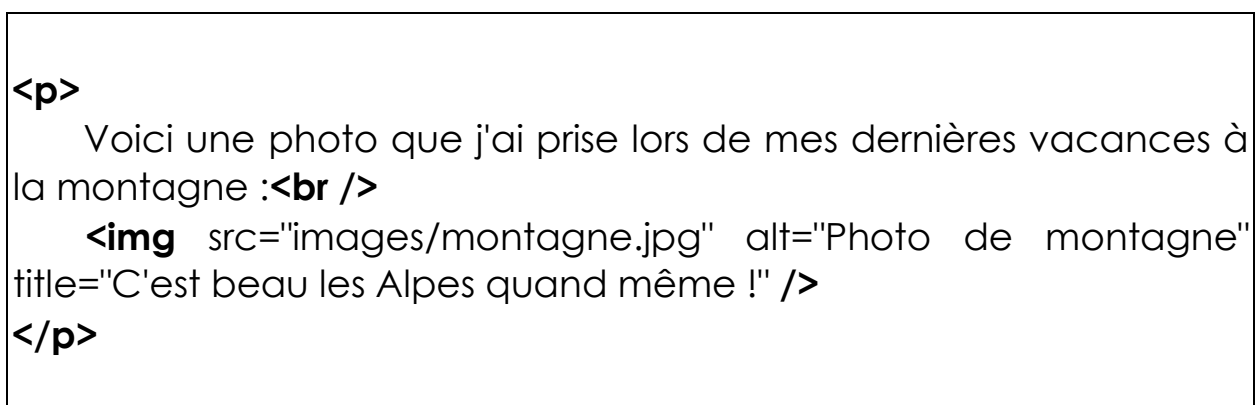 <p>
Voici une photo que j'ai prise lors de mes dernières vacances à
la montagne :<br />
<img src="images/montagne.jpg" alt="Photo de montagne"
title="C'est beau les Alpes quand même !" />
</p>